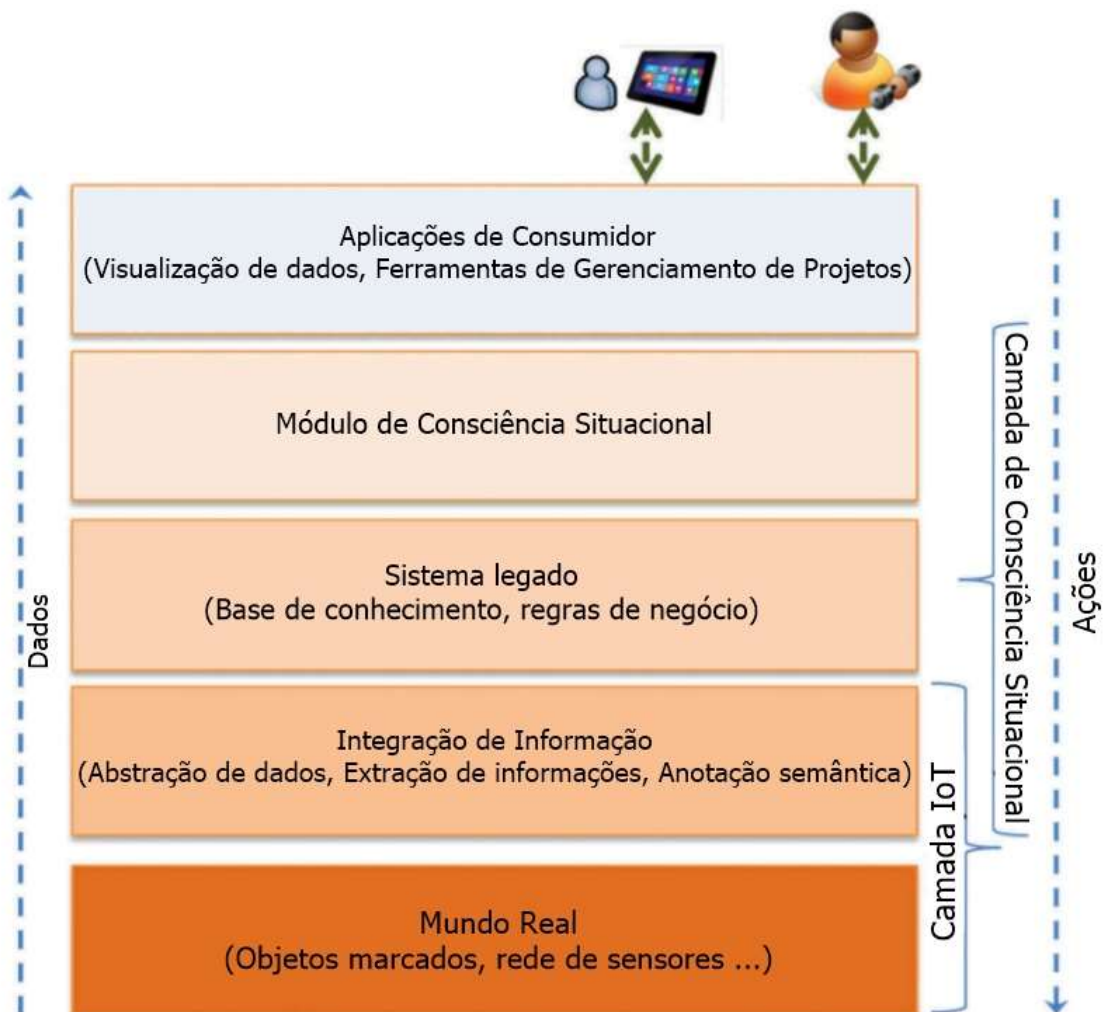 Aplicações de Consumidor
(Visualização de dados, Ferramentas de Gerenciamento de Projetos)
Módulo de Consciência Situacional
Sistema legado
(Base de conhecimento, regras de negócio)
Integração de Informação
(Abstração de dados, Extração de informações, Anotação semântica)
Mundo Real
(Objetos marcados, rede de sensores ...)
Dados
Camada IoT
Camada de Consciência Situacional
Ações